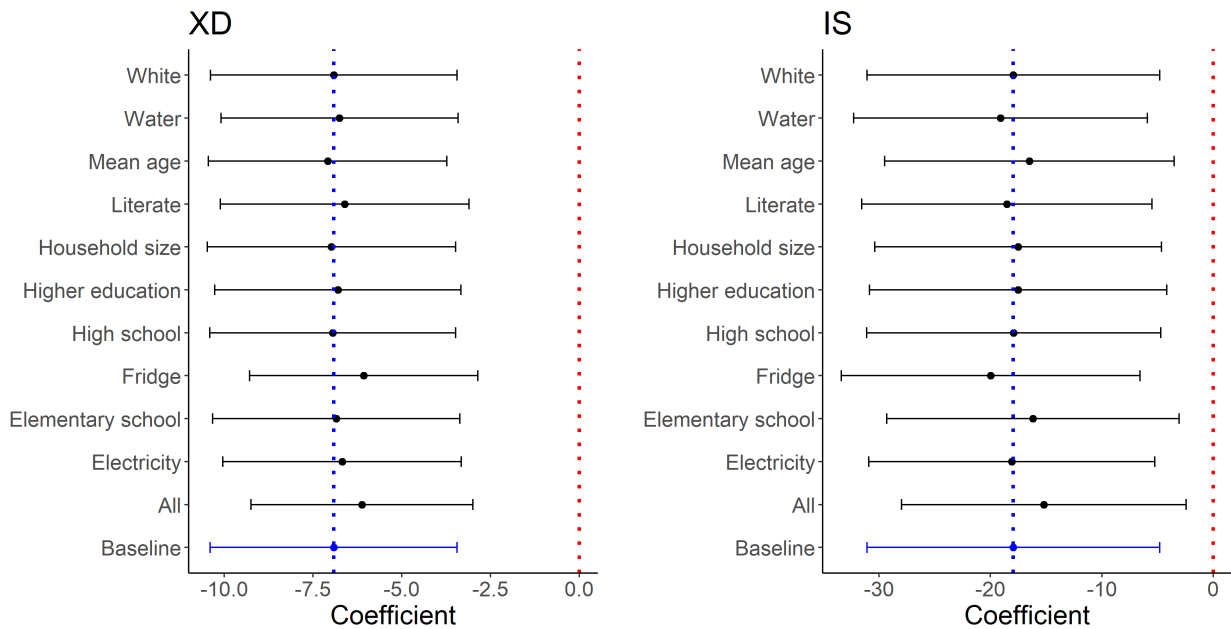 XD
White
Water
Mean age
Literate
Household size
Higher education
High school
Fridge
Elementary school
Electricity
All
Baseline
-10.0 -7.5 -5.0 -2.5 0.0
Coefficient
IS
White
Water
Mean age
Literate
Household size
Higher education
High school
Fridge
Elementary school
Electricity
All
Baseline
-30 -20 -10 0
Coefficient